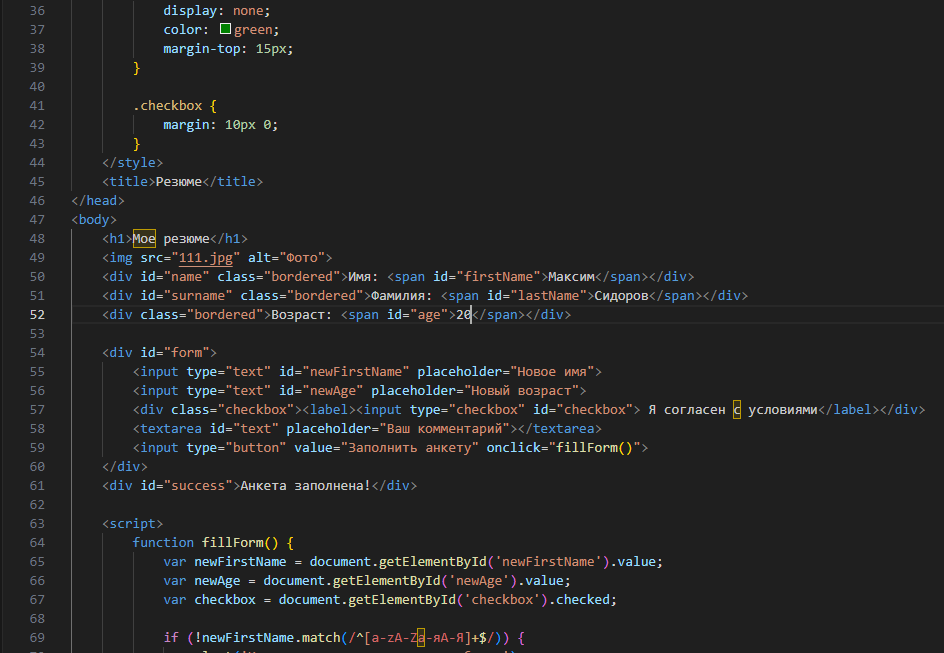 36 display: none;
37 color: green;
38 margin-top: 15px;
39 }
40
41 .checkbox {
42 margin: 10px 0;
43 }
44 </style>
45 <title>Резюме</title>
46 </head>
47 <body>
48 <h1>Мое резюме</h1>
49 <img src="111.jpg" alt="Фото">
50 <div id="name" class="bordered">Имя: <span id="firstName">Максим</span></div>
51 <div id="surname" class="bordered">Фамилия: <span id="lastName">Сидоров</span></div>
52 <div class="bordered">Возраст: <span id="age">20</span></div>
53
54 <div id="form">
55 <input type="text" id="newFirstName" placeholder="Новое имя">
56 <input type="text" id="newAge" placeholder="Новый возраст">
57 <div class="checkbox"><label><input type="checkbox" id="checkbox"> Я согласен с условиями</label></div>
58 <textarea id="text" placeholder="Ваш комментарий"></textarea>
59 <input type="button" value="Заполнить анкету" onclick="fillForm()">
60 </div>
61 <div id="success">Анкета заполнена!</div>
62
63 <script>
64 function fillForm() {
65 var newFirstName = document.getElementById('newFirstName').value;
66 var newAge = document.getElementById('newAge').value;
67 var checkbox = document.getElementById('checkbox').checked;
68
69 if (!newFirstName.match(/^[a-zA-Zа-яА-Я]+$/)) {